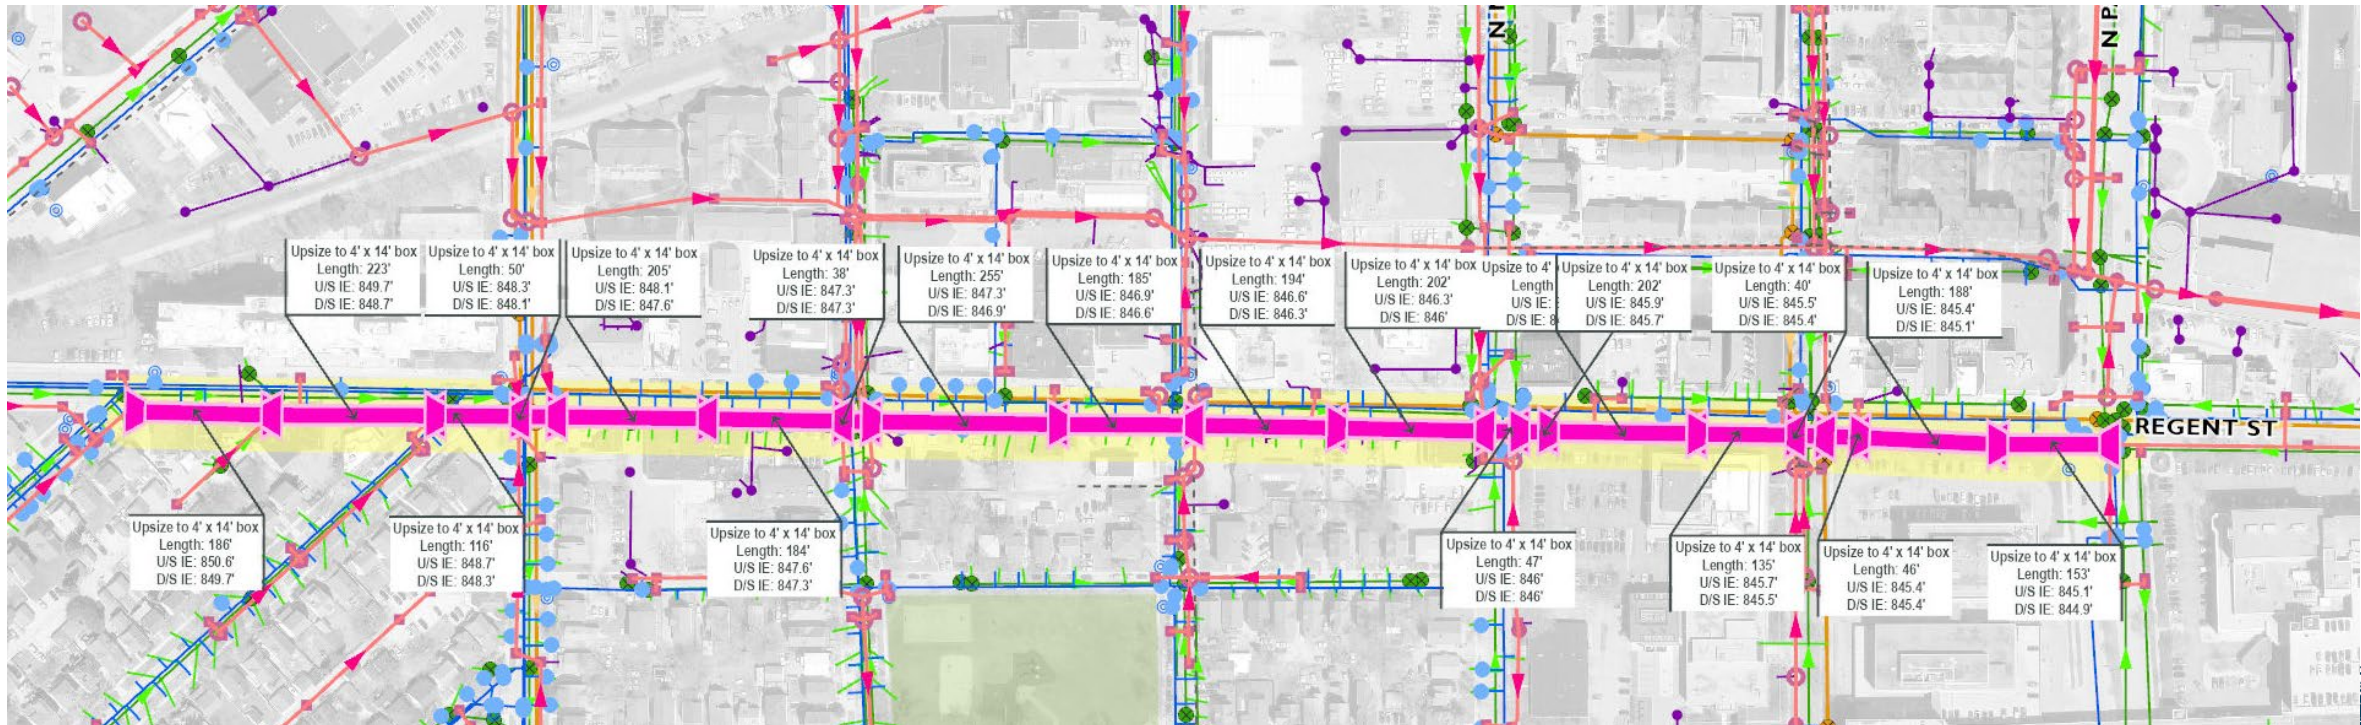 N
N P
Upsize to 4' x 14' box
Length: 223'
U/S IE: 849.7'
D/S IE: 848.7'
Upsize to 4' x 14' box
Length: 50'
U/S IE: 848.3'
D/S IE: 848.1'
Upsize to 4' x 14' box
Length: 205'
U/S IE: 848.1'
D/S IE: 847.6'
Upsize to 4' x 14' box
Length: 38'
U/S IE: 847.3'
D/S IE: 847.3'
Upsize to 4' x 14' box
Length: 255'
U/S IE: 847.3'
D/S IE: 846.9'
Upsize to 4' x 14' box
Length: 185'
U/S IE: 846.9'
D/S IE: 846.6'
Upsize to 4' x 14' box
Length: 194'
U/S IE: 846.6'
D/S IE: 846.3'
Upsize to 4' x 14' box
Length: 202'
U/S IE: 846.3'
D/S IE: 846'
Upsize to 4'
Length
U/S IE:
D/S IE: 8
Upsize to 4' x 14' box
Length: 202'
U/S IE: 845.9'
D/S IE: 845.7'
Upsize to 4' x 14' box
Length: 40'
U/S IE: 845.5'
D/S IE: 845.4'
Upsize to 4' x 14' box
Length: 188'
U/S IE: 845.4'
D/S IE: 845.1'
REGENT ST
Upsize to 4' x 14' box
Length: 186'
U/S IE: 850.6'
D/S IE: 849.7'
Upsize to 4' x 14' box
Length: 116'
U/S IE: 848.7'
D/S IE: 848.3'
Upsize to 4' x 14' box
Length: 184'
U/S IE: 847.6'
D/S IE: 847.3'
Upsize to 4' x 14' box
Length: 47'
U/S IE: 846'
D/S IE: 846'
Upsize to 4' x 14' box
Length: 135'
U/S IE: 845.7'
D/S IE: 845.5'
Upsize to 4' x 14' box
Length: 46'
U/S IE: 845.4'
D/S IE: 845.4'
Upsize to 4' x 14' box
Length: 153'
U/S IE: 845.1'
D/S IE: 844.9'